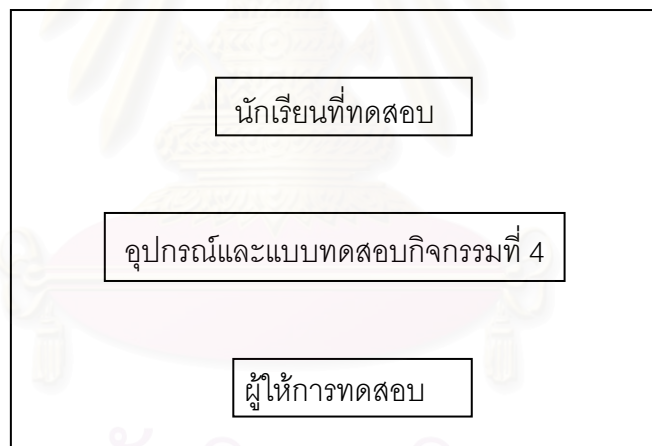 นักเรียนที่ทดสอบ
อุปกรณ์และแบบทดสอบกิจกรรมที่ 4
ผู้ให้การทดสอบ